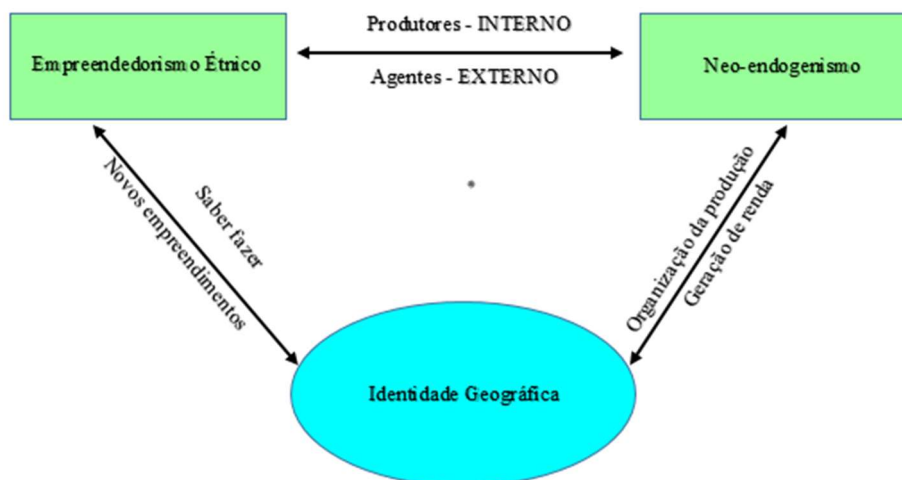 Produtores - INTERNO
Empreendedorismo Étnico
Neo-endogenismo
Agentes - EXTERNO
Saber fazer
Novos empreendimentos
Organização da produção
Geração de renda
Identidade Geográfica